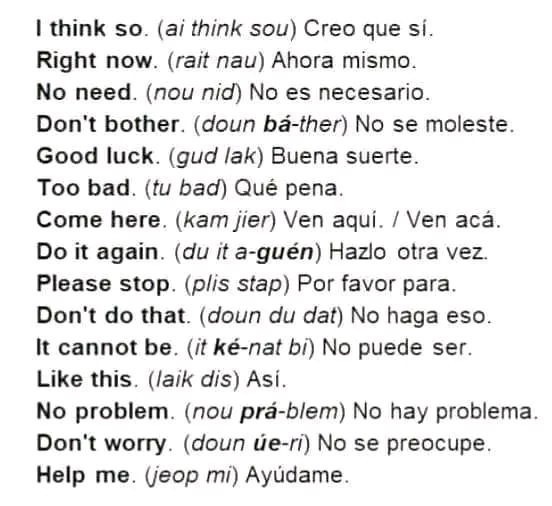 I think so. (ai think sou) Creo que sí.
Right now. (rait nau) Ahora mismo.
No need. (nou nid) No es necesario.
Don't bother. (doun bá-ther) No se moleste.
Good luck. (gud lak) Buena suerte.
Too bad. (tu bad) Qué pena.
Come here. (kam jier) Ven aquí. / Ven acá.
Do it again. (du it a-guén) Hazlo otra vez.
Please stop. (plis stap) Por favor para.
Don't do that. (doun du dat) No haga eso.
It cannot be. (it ké-nat bi) No puede ser.
Like this. (laik dis) Así.
No problem. (nou prá-blem) No hay problema.
Don't worry. (doun úe-ri) No se preocupe.
Help me. (jeop mi) Ayúdame.